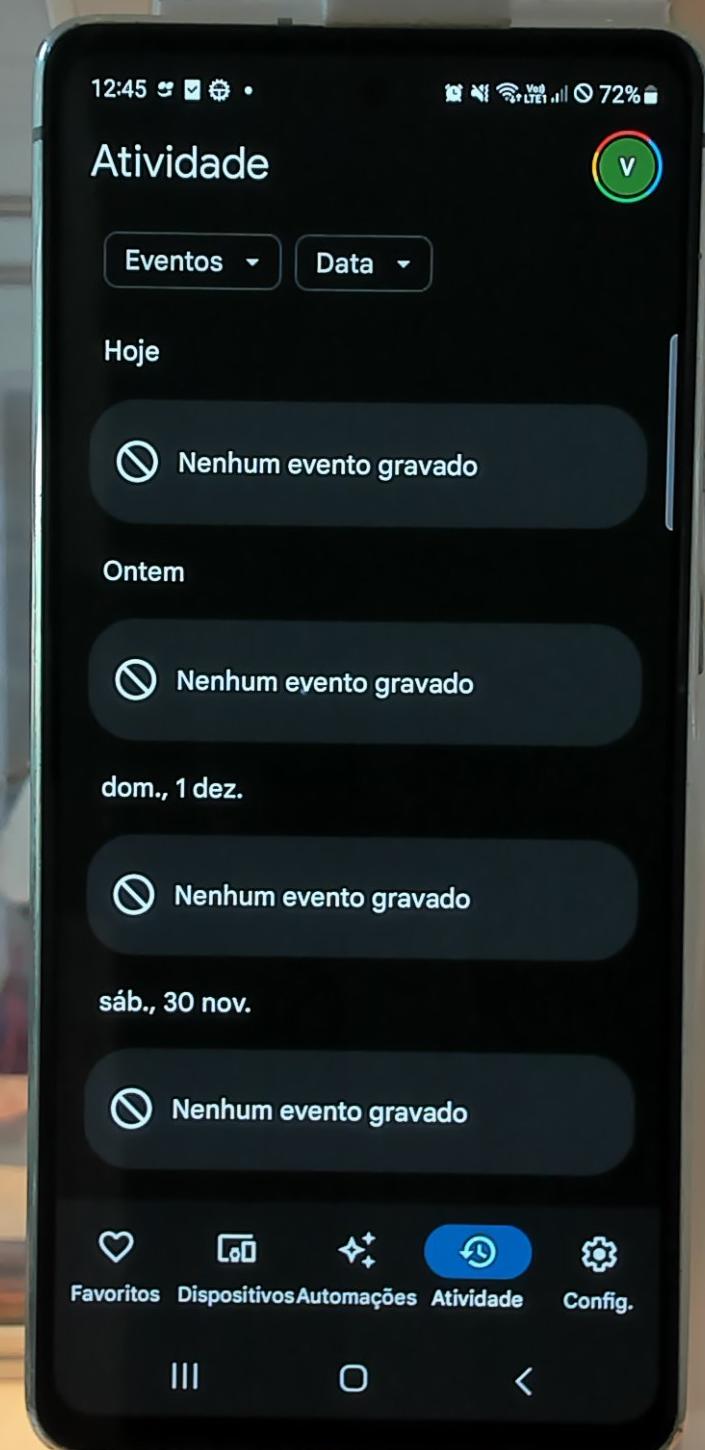 12:45 72%
Atividade
V
Eventos Data
Hoje
Nenhum evento gravado
Ontem
Nenhum evento gravado
dom., 1 dez.
Nenhum evento gravado
sáb., 30 nov.
Nenhum evento gravado
Favoritos Dispositivos Automações Atividade Config.